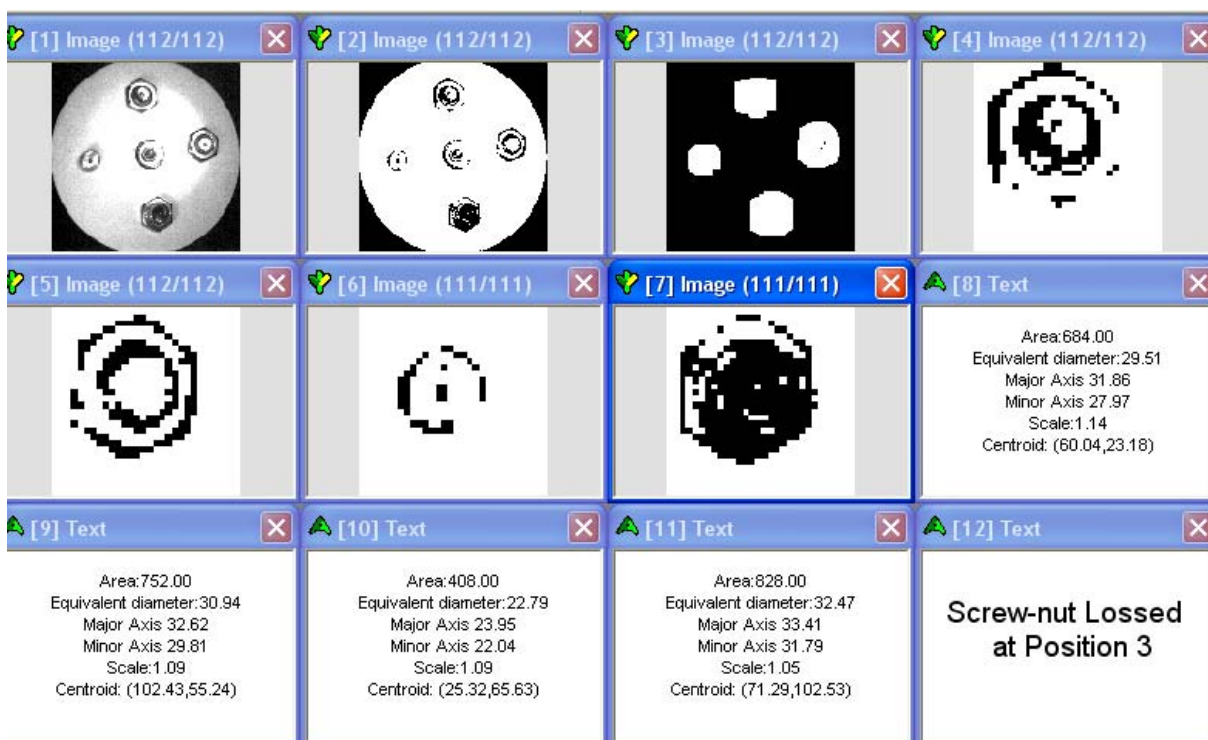 [1] Image (112/112)
[2] Image (112/112)
[3] Image (112/112)
[4] Image (112/112)
[5] Image (112/112)
[6] Image (111/111)
[7] Image (111/111)
[8] Text
Area:684.00
Equivalent diameter:29.51
Major Axis 31.86
Minor Axis 27.97
Scale:1.14
Centroid: (60.04,23.18)
[9] Text
Area:752.00
Equivalent diameter:30.94
Major Axis 32.62
Minor Axis 29.81
Scale:1.09
Centroid: (102.43,55.24)
[10] Text
Area:408.00
Equivalent diameter:22.79
Major Axis 23.95
Minor Axis 22.04
Scale:1.09
Centroid: (25.32,65.63)
[11] Text
Area:828.00
Equivalent diameter:32.47
Major Axis 33.41
Minor Axis 31.79
Scale:1.05
Centroid: (71.29,102.53)
[12] Text
Screw-nut Lossed
at Position 3